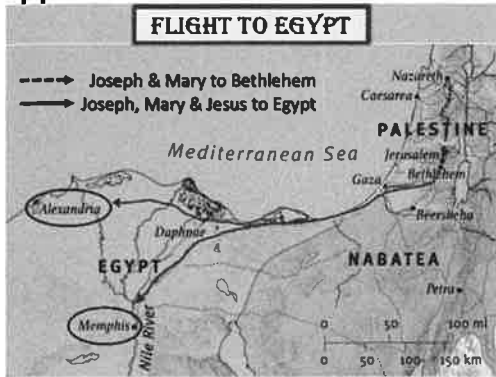 FLIGHT TO EGYPT
Joseph & Mary to Bethlehem
Joseph, Mary & Jesus to Egypt
Nazareth
Caesarea
PALESTINE
Mediterranean Sea
Jerusalem
Bethlehem
Gaza
Alexandria
Beersheba
Daphnae
EGYPT
NABATEA
Petra
Memphis
Nile River
0 50 100 mi
0 50 100 150 km